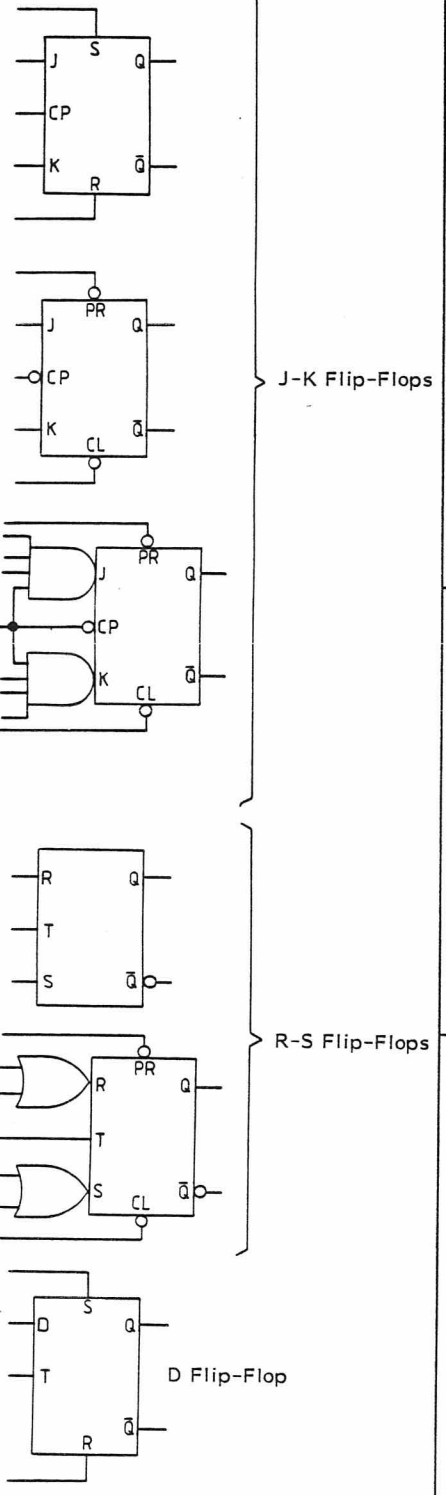 S
J Q
CP
K Q̅
R
PR
J Q
CP
K Q̅
CL
J-K Flip-Flops
PR
J Q
CP
K Q̅
CL
R Q
T
S Q̅
R-S Flip-Flops
PR
R Q
T
S Q̅
CL
S
D Q
T
D Flip-Flop
Q̅
R